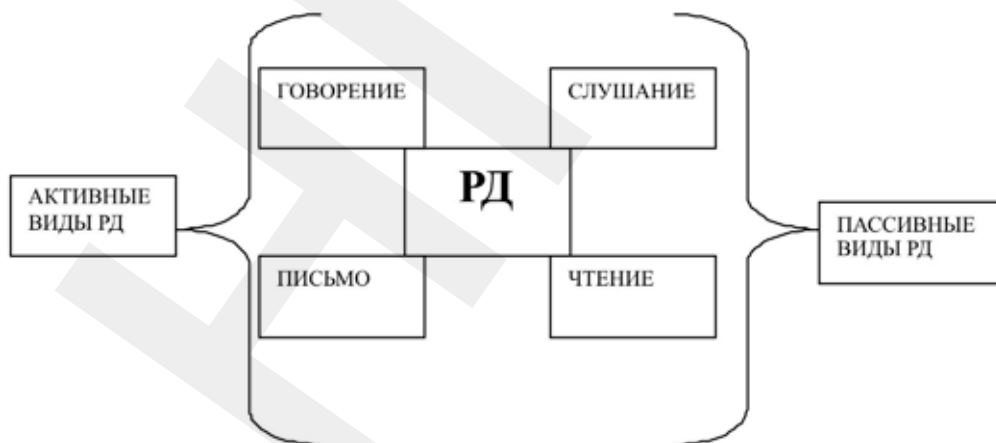 ГОВОРЕНИЕ
СЛУШАНИЕ
РД
АКТИВНЫЕ
ВИДЫ РД
ПАССИВНЫЕ
ВИДЫ РД
ПИСЬМО
ЧТЕНИЕ